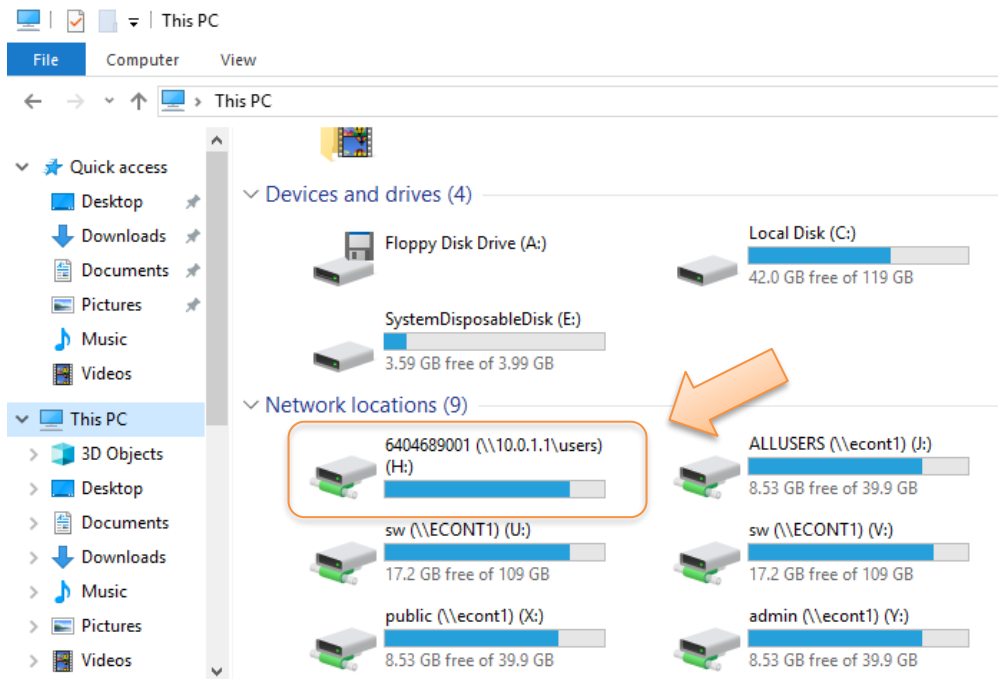 This PC
File Computer View
This PC
Quick access
Desktop
Downloads
Documents
Pictures
Music
Videos
This PC
3D Objects
Desktop
Documents
Downloads
Music
Pictures
Videos
Devices and drives (4)
Floppy Disk Drive (A:)
Local Disk (C:)
42.0 GB free of 119 GB
SystemDisposableDisk (E:)
3.59 GB free of 3.99 GB
Network locations (9)
6404689001 (\\10.0.1.1\users)
(H:)
ALLUSERS (\\econt1) (J:)
8.53 GB free of 39.9 GB
sw (\\ECONT1) (U:)
17.2 GB free of 109 GB
sw (\\ECONT1) (V:)
17.2 GB free of 109 GB
public (\\econt1) (X:)
8.53 GB free of 39.9 GB
admin (\\econt1) (Y:)
8.53 GB free of 39.9 GB